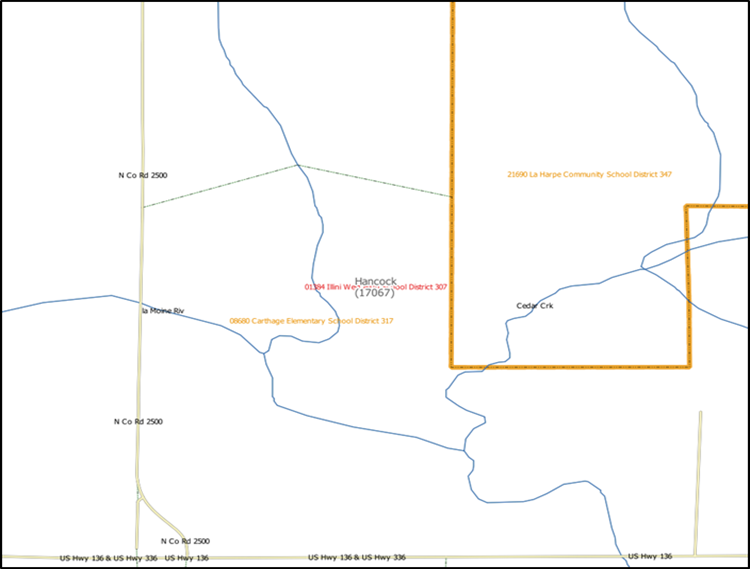 N Co Rd 2500
21690 La Harpe Community School District 347
Hancock
01384 Illini West School District 307
(17067)
Cedar Crk
la Moine Riv
08680 Carthage Elementary School District 317
N Co Rd 2500
N Co Rd 2500
US Hwy 136 & US Hwy 336
US Hwy 136
US Hwy 136 & US Hwy 336
US Hwy 136